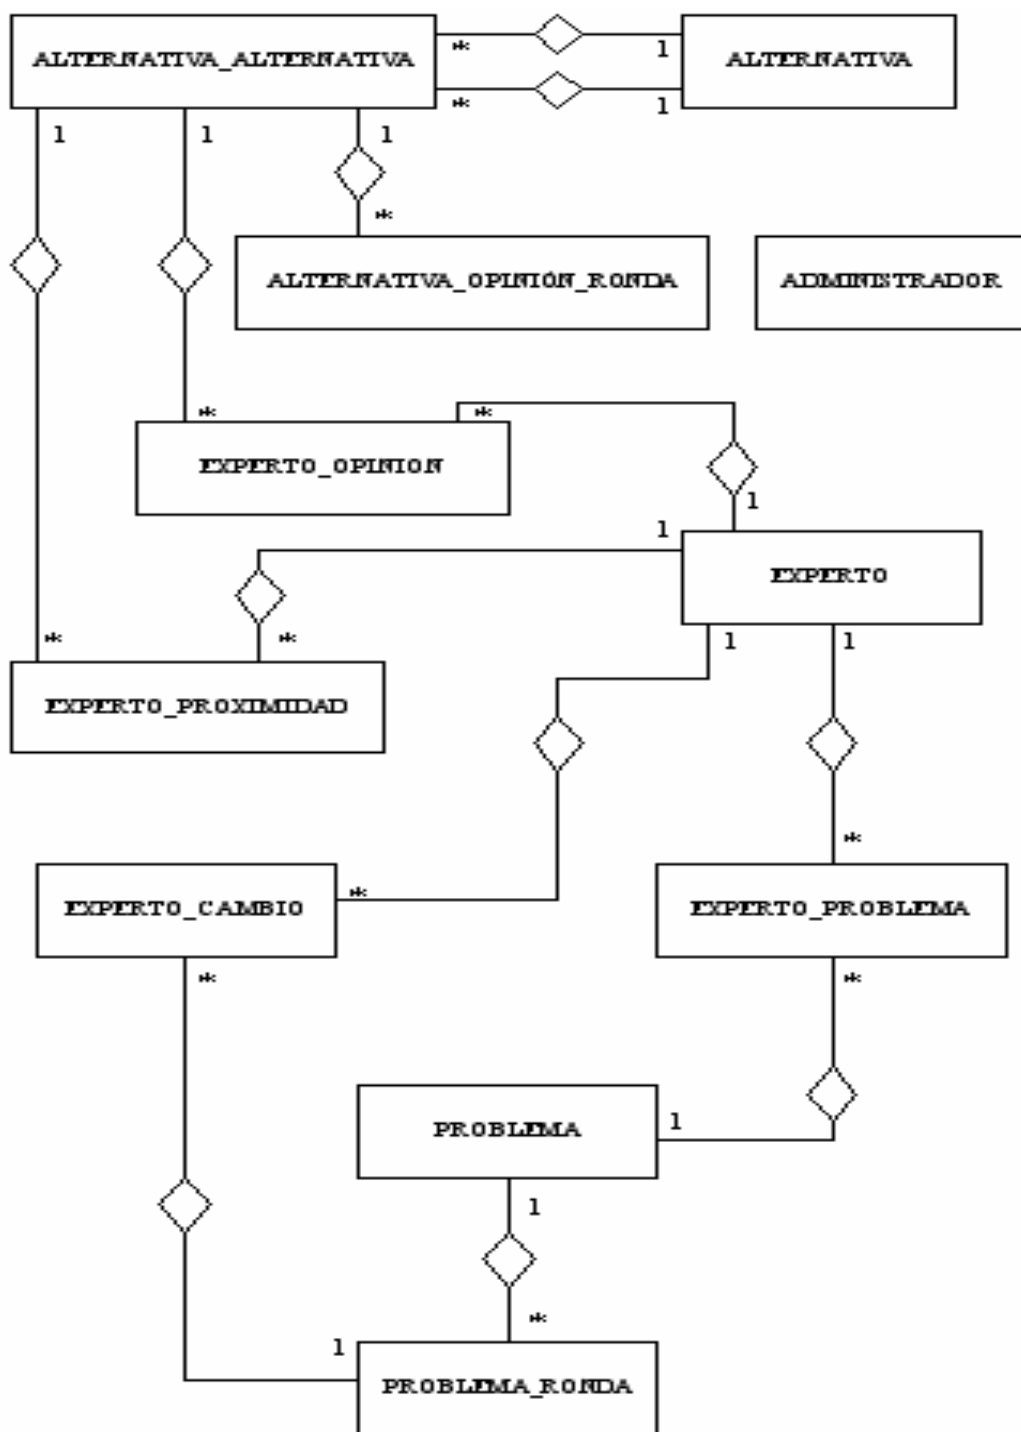 ALTERNATIVA_ALTERNATIVA
*
1
ALTERNATIVA
*
1
1
1
1
*
ALTERNATIVA_OPINIÓN_RONDA
ADMINISTRADOR
*
*
EXPERTO_OPINION
1
1
EXPERTO
*
*
1
1
EXPERTO_PROXIMIDAD
*
*
EXPERTO_CAMBIO
EXPERTO_PROBLEMA
*
*
PROBLEMA
1
1
*
1
PROBLEMA_RONDA